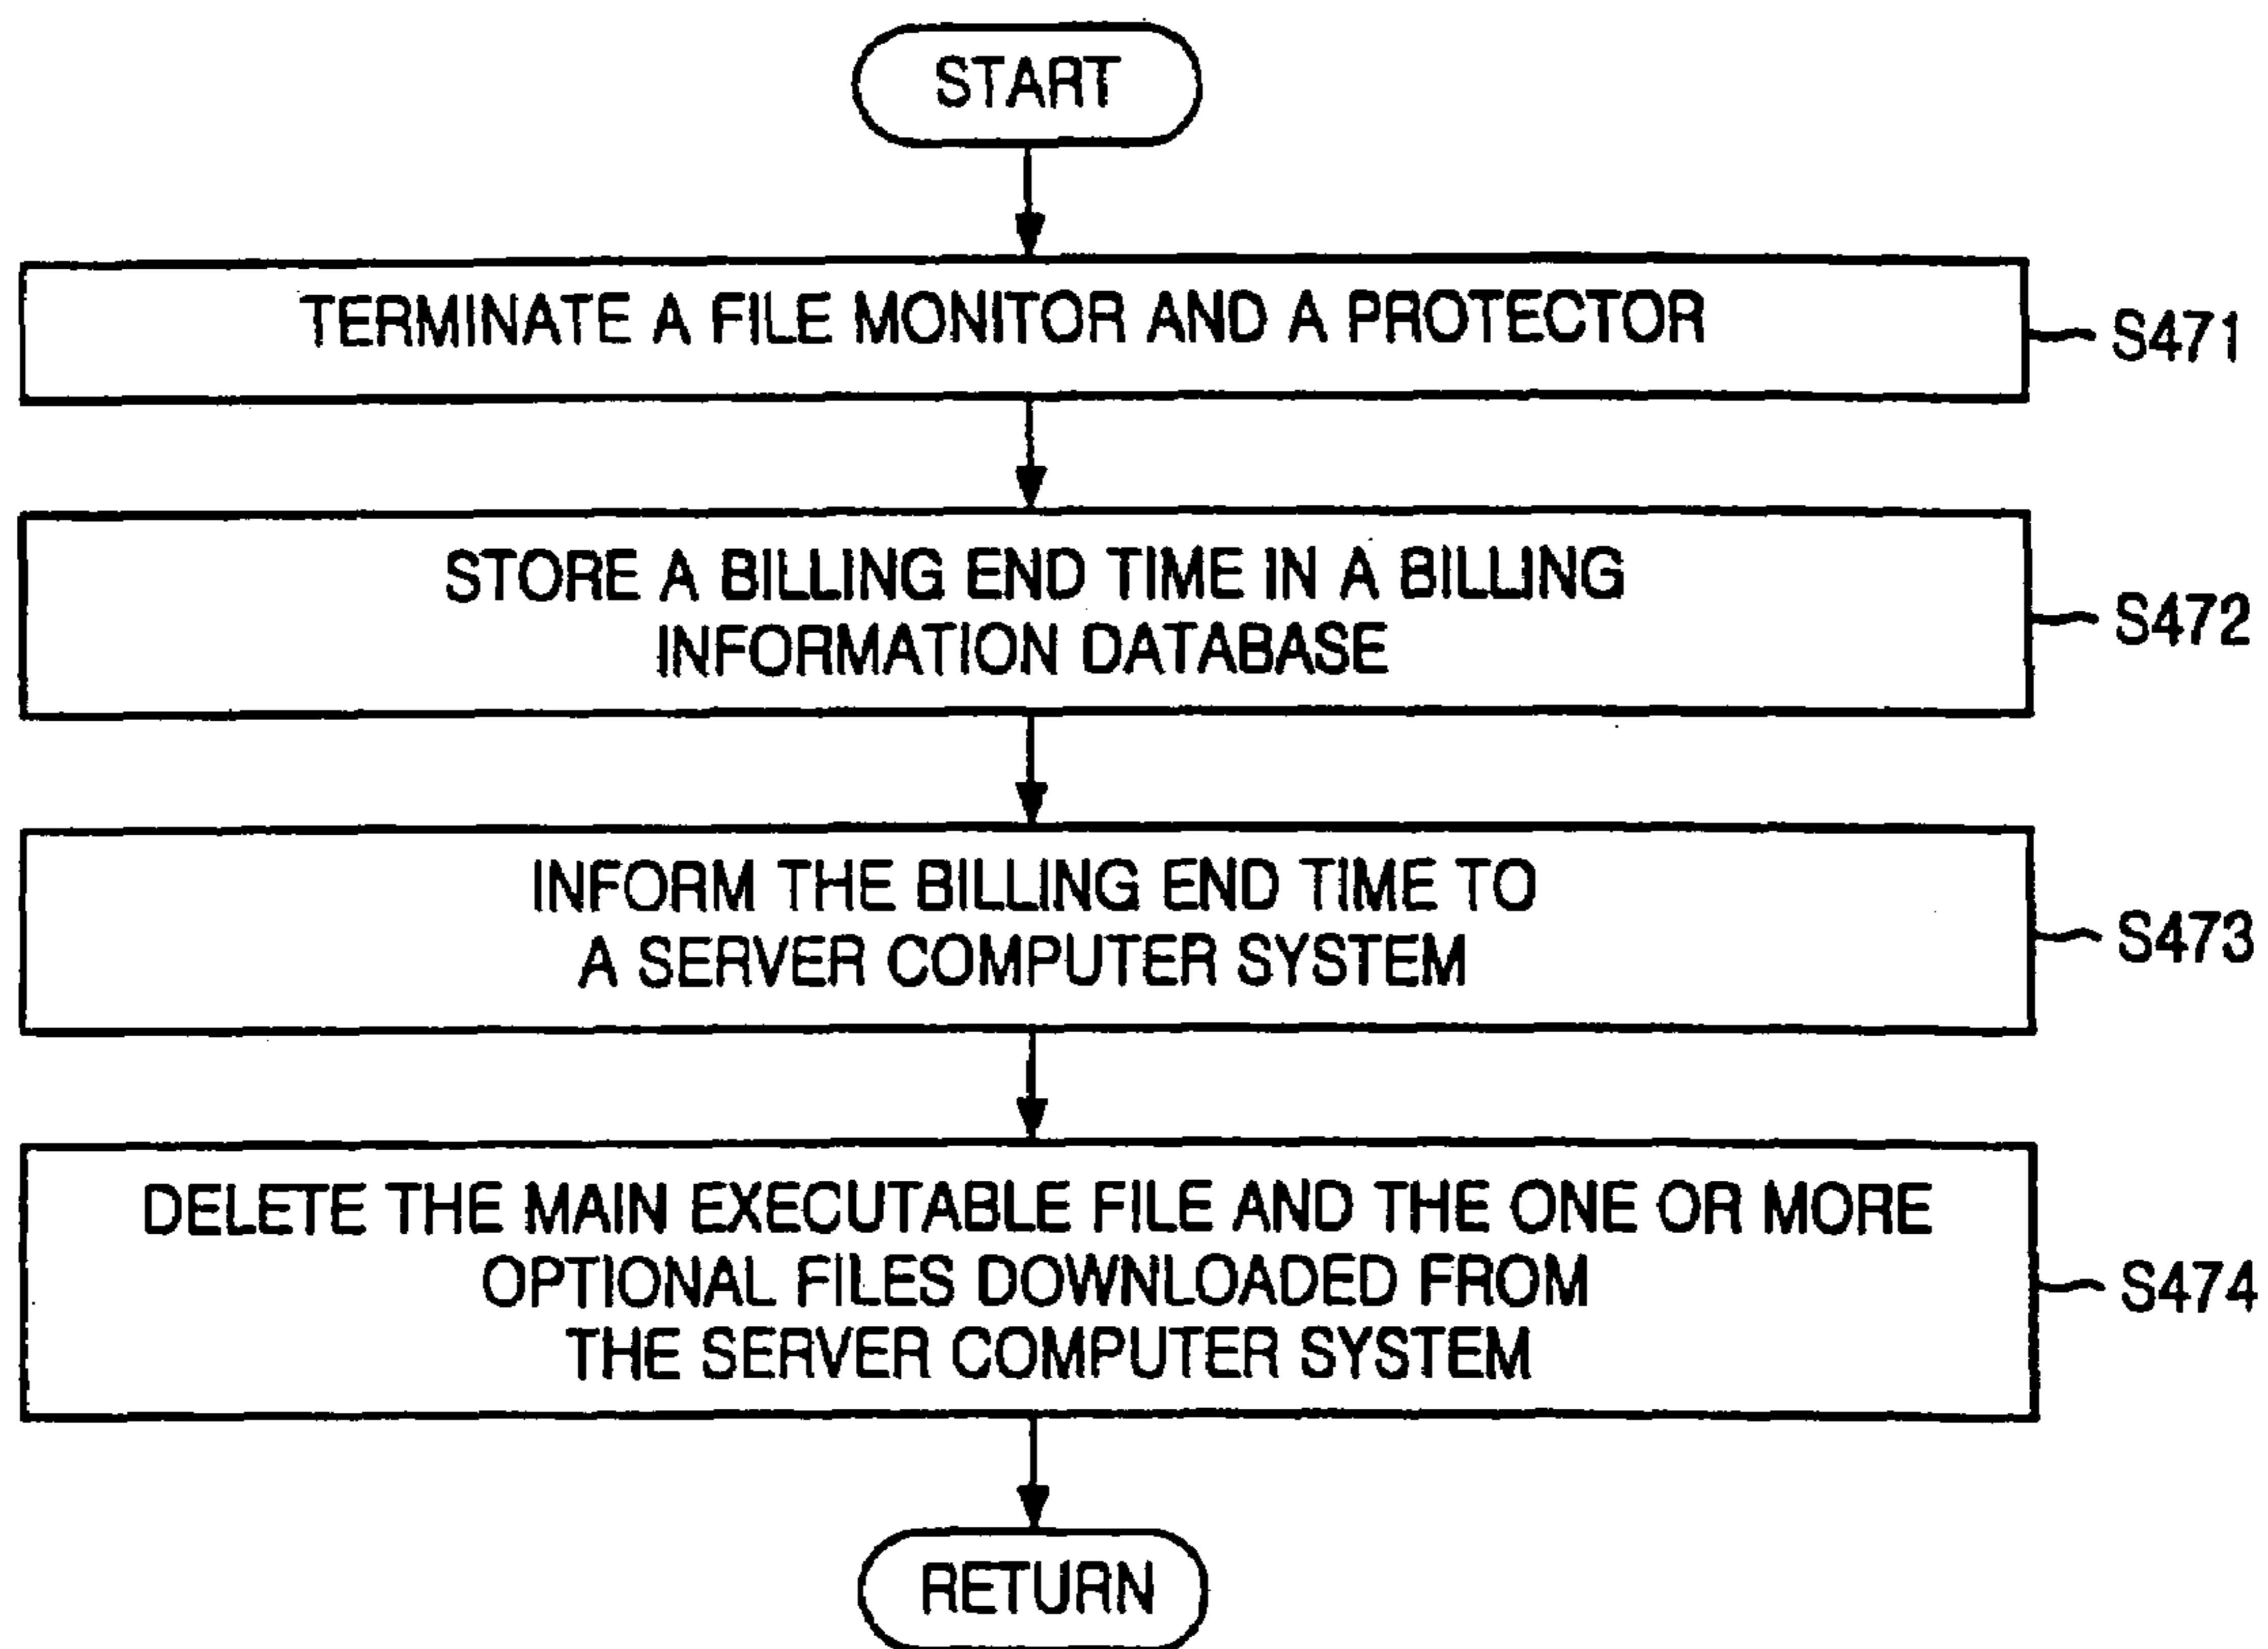 START
TERMINATE A FILE MONITOR AND A PROTECTOR
S471
STORE A BILLING END TIME IN A BILLING
INFORMATION DATABASE
S472
INFORM THE BILLING END TIME TO
A SERVER COMPUTER SYSTEM
S473
DELETE THE MAIN EXECUTABLE FILE AND THE ONE OR MORE
OPTIONAL FILES DOWNLOADED FROM
THE SERVER COMPUTER SYSTEM
S474
RETURN